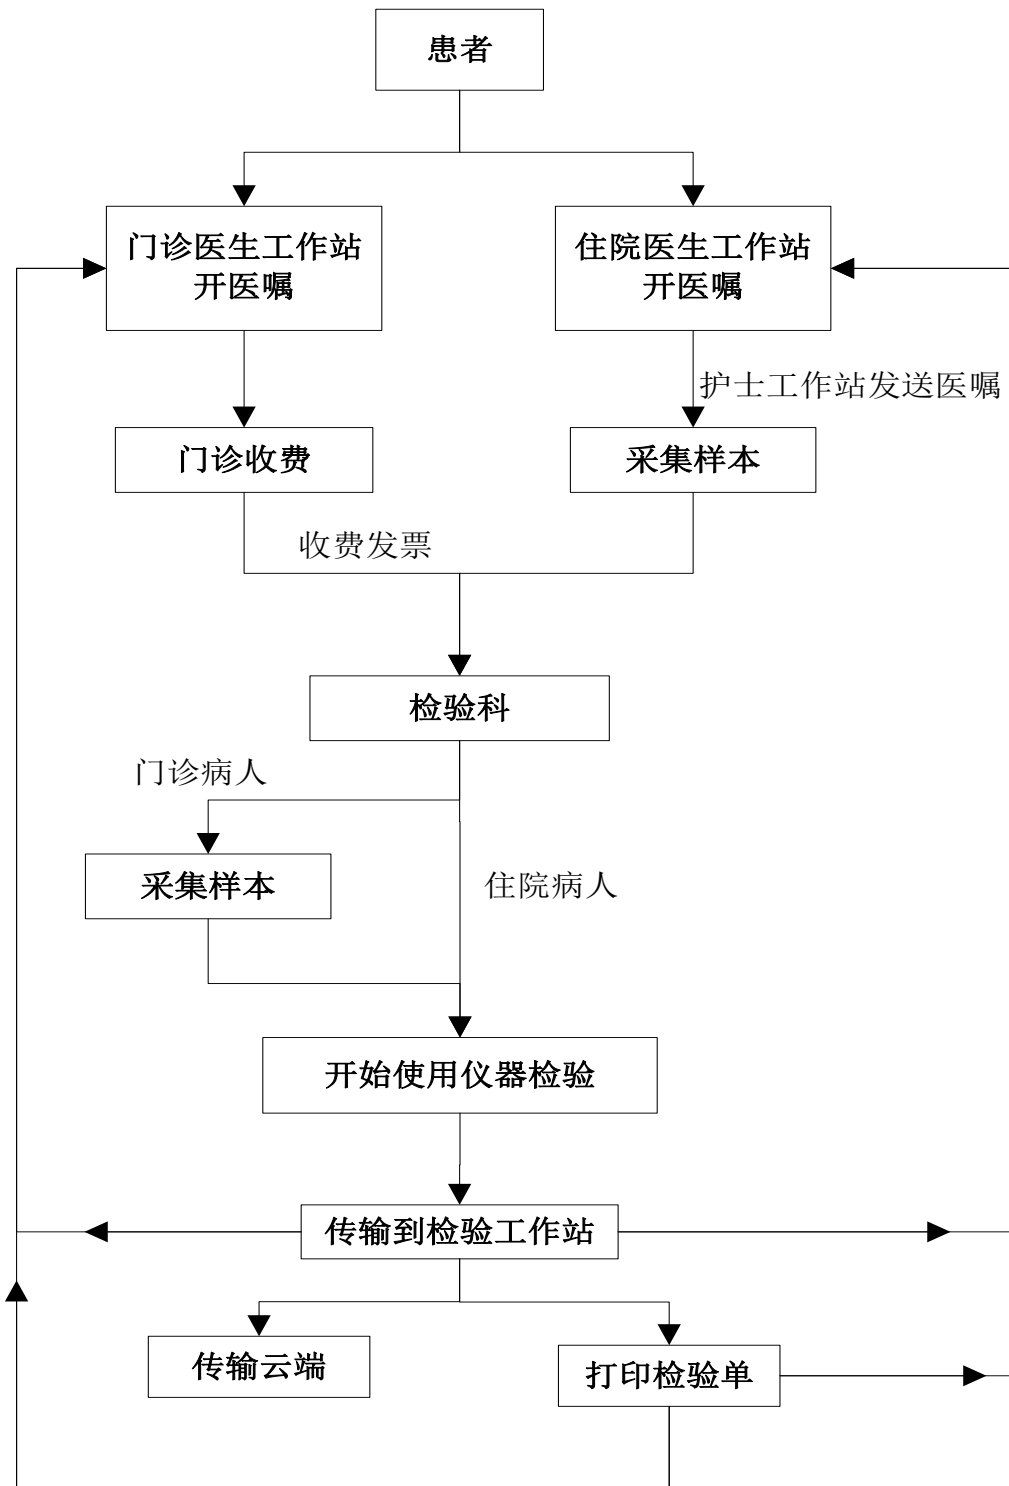 患者
门诊医生工作站
开医嘱
住院医生工作站
开医嘱
护士工作站发送医嘱
门诊收费
采集样本
收费发票
检验科
门诊病人
采集样本
住院病人
开始使用仪器检验
传输到检验工作站
传输云端
打印检验单